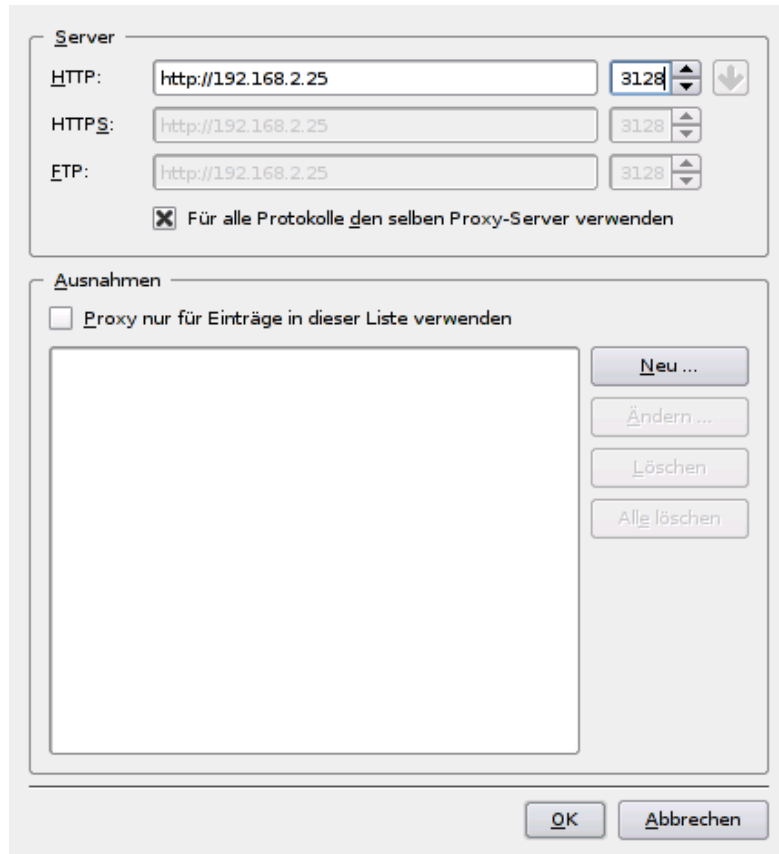 Server
HTTP: http://192.168.2.25 3128
HTTPS: http://192.168.2.25 3128
FTP: http://192.168.2.25 3128
Für alle Protokolle den selben Proxy-Server verwenden
Ausnahmen
Proxy nur für Einträge in dieser Liste verwenden
Neu ...
Ändern ...
Löschen
Alle löschen
OK Abbrechen